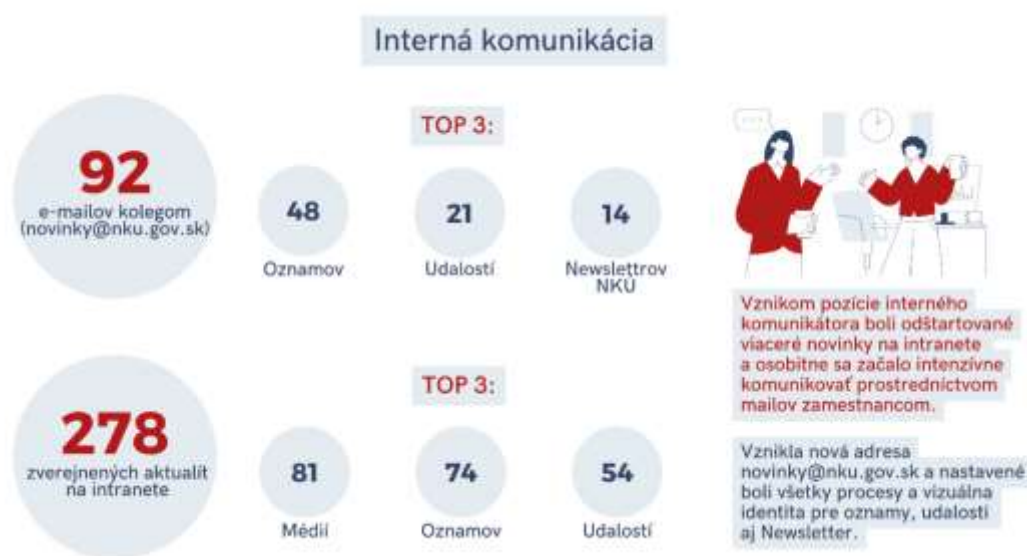 Interná komunikácia
92
e-mailov kolegom
(novinky@nku.gov.sk)
TOP 3:
48
Oznamov
21
Udalostí
14
Newslettrov
NKÚ
278
zverejnených aktualít
na intranete
TOP 3:
81
Médií
74
Oznamov
54
Udalostí
Vznikom pozície interného
komunikátora boli odštartované
viaceré novinky na intranete
a osobitne sa začalo intenzívne
komunikovať prostredníctvom
mailov zamestnancom.
Vznikla nová adresa
novinky@nku.gov.sk a nastavené
boli všetky procesy a vizuálna
identita pre oznamy, udalosti
aj Newsletter.